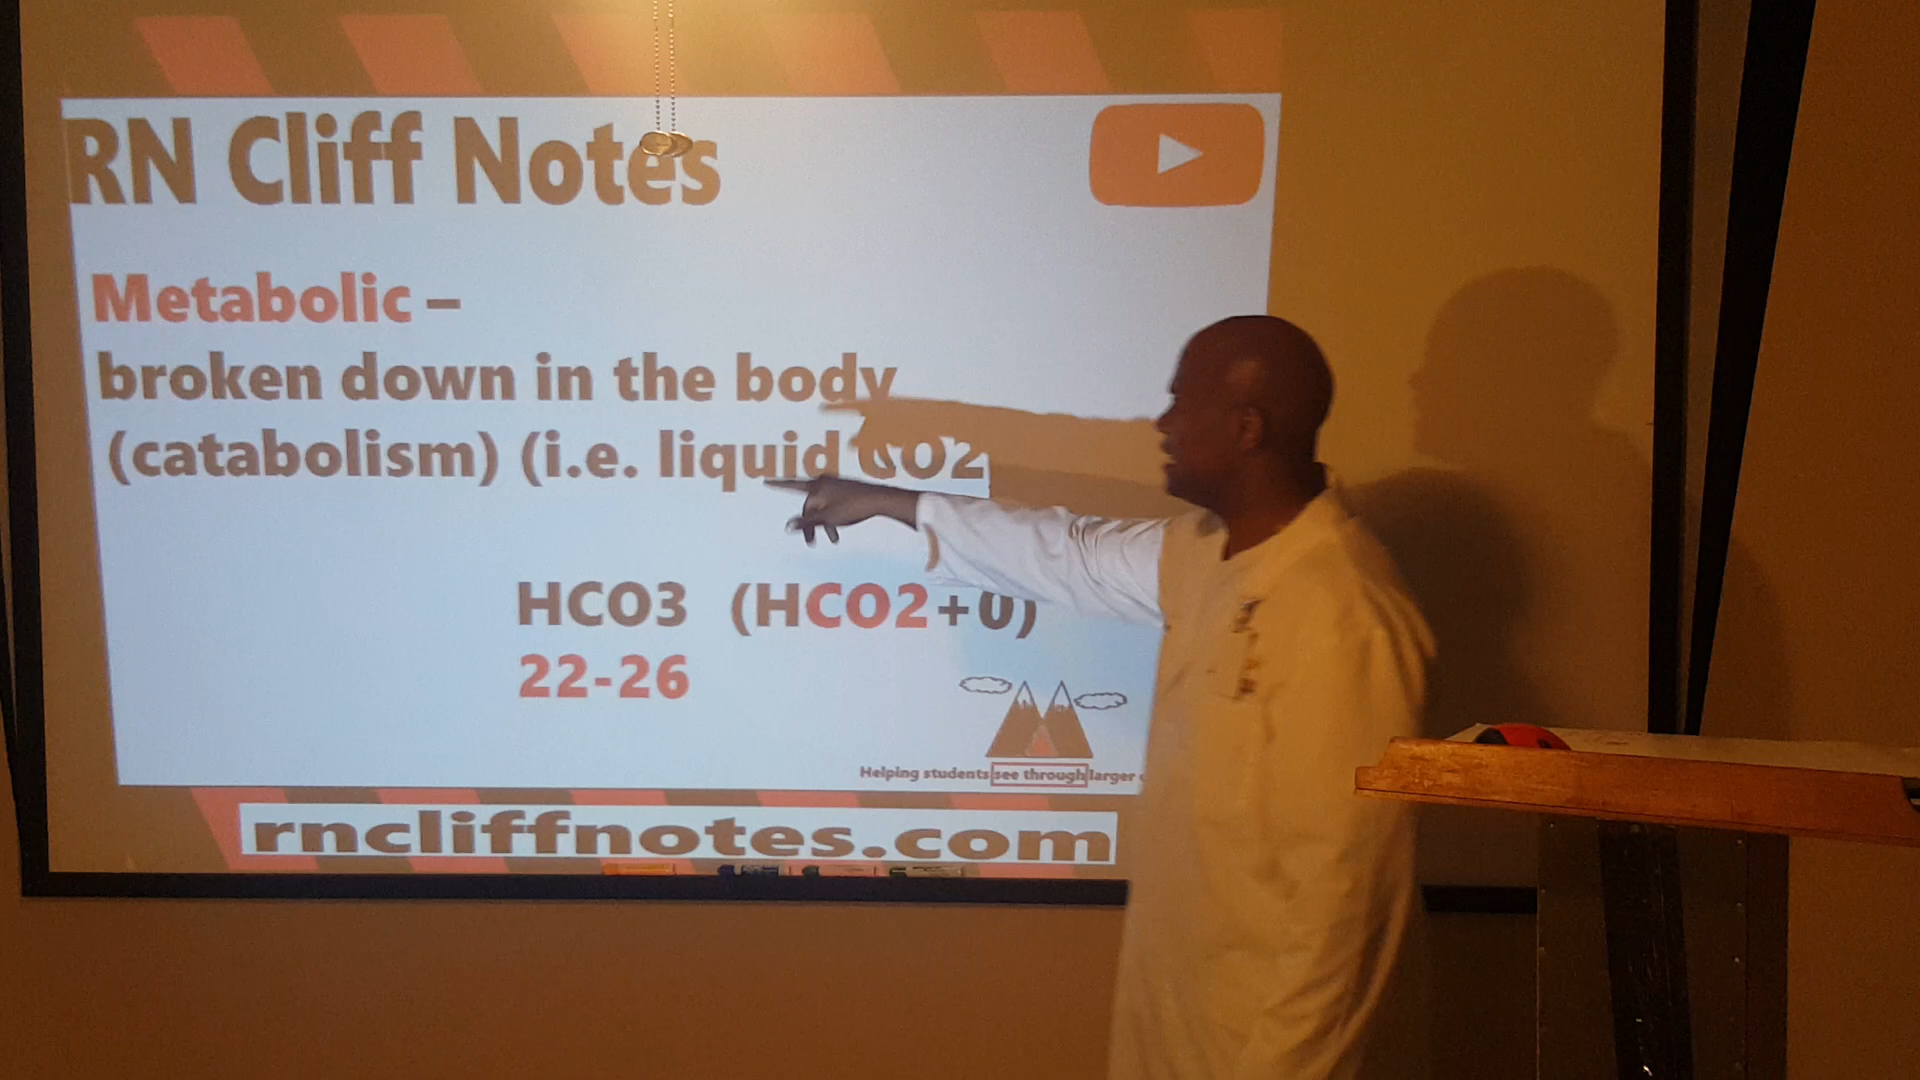 RN Cliff Notes
Metabolic –
broken down in the body
(catabolism) (i.e. liquid CO2
HCO3 (HCO2+0)
22-26
Helping students see through larger
rncliffnotes.com